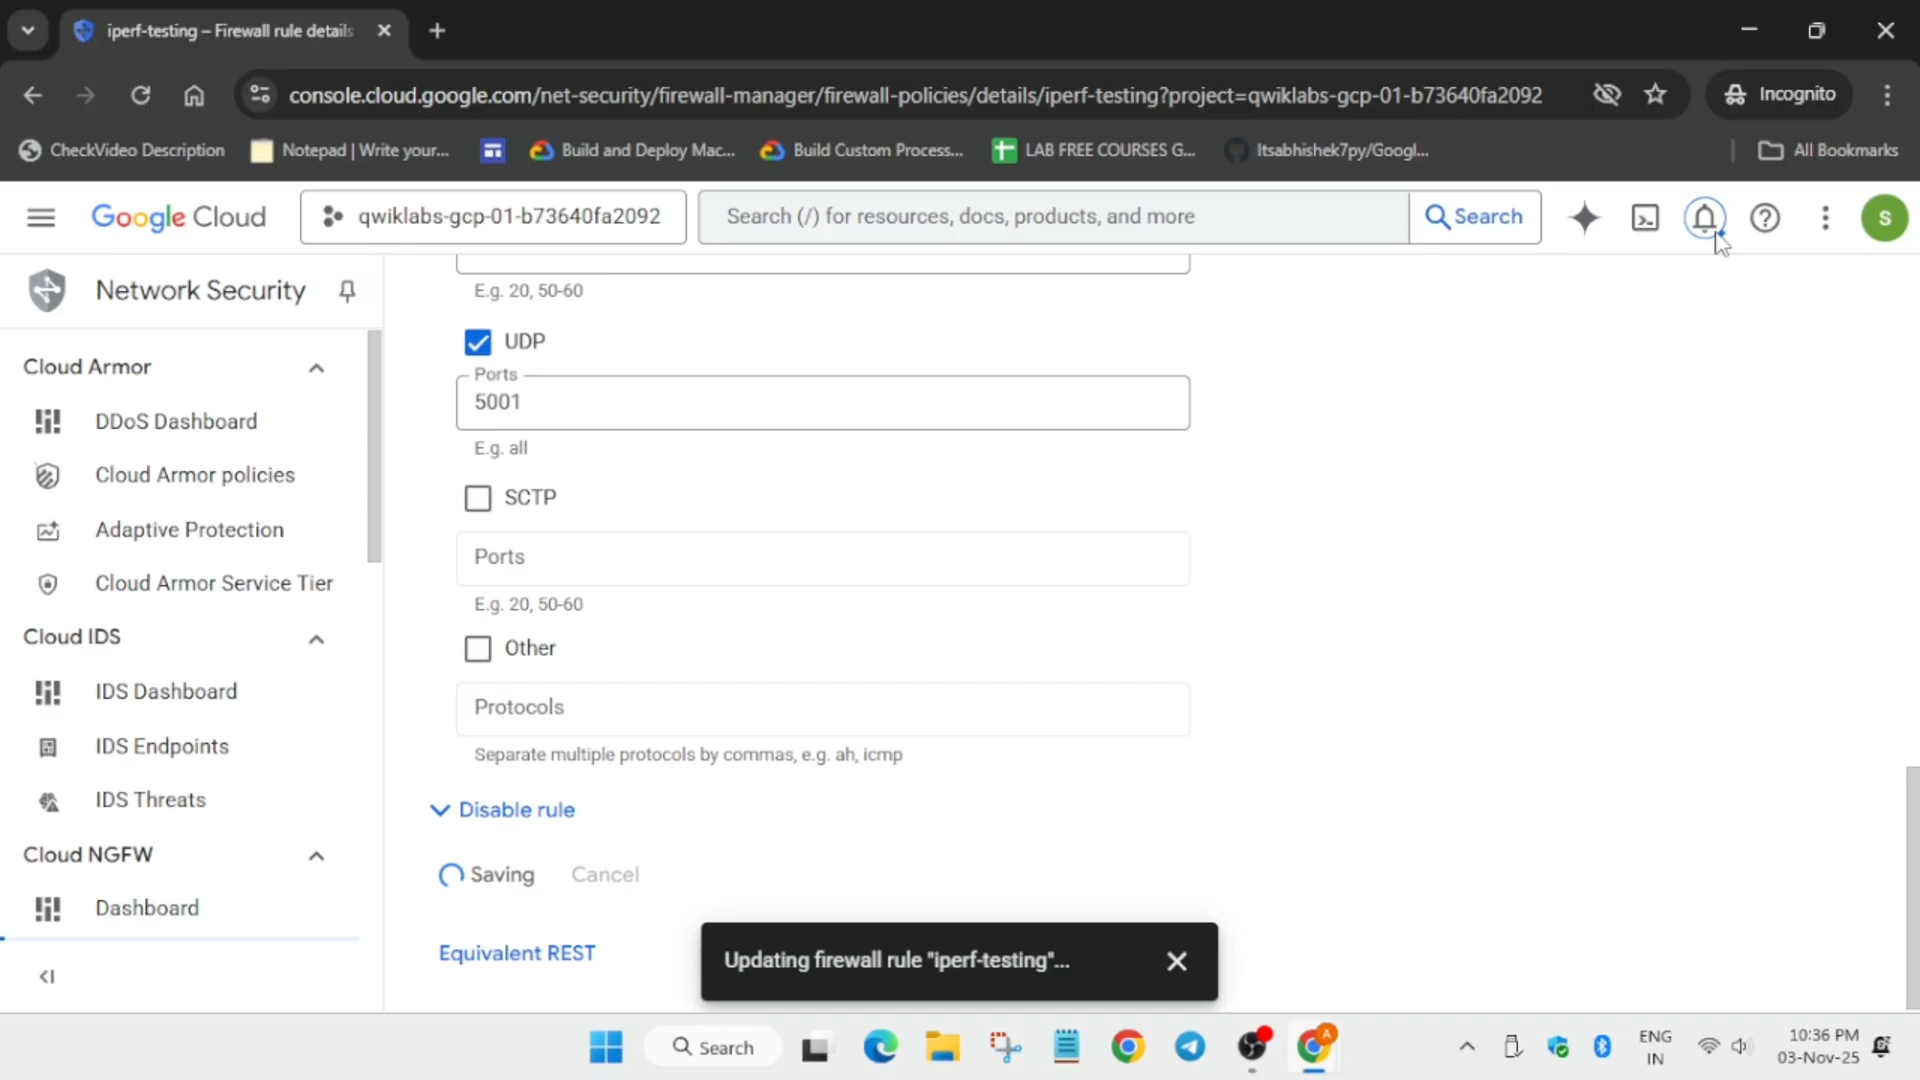 iperf-testing – Firewall rule details
console.cloud.google.com/net-security/firewall-manager/firewall-policies/details/iperf-testing?project=qwiklabs-gcp-01-b73640fa2092
Incognito
CheckVideo Description
Notepad | Write your...
Build and Deploy Mac...
Build Custom Process...
LAB FREE COURSES G...
Itsabhishek7py/Googl...
All Bookmarks
Google Cloud
qwiklabs-gcp-01-b73640fa2092
Search (/) for resources, docs, products, and more
Search
S
Network Security
Cloud Armor
DDoS Dashboard
Cloud Armor policies
Adaptive Protection
Cloud Armor Service Tier
Cloud IDS
IDS Dashboard
IDS Endpoints
IDS Threats
Cloud NGFW
Dashboard
E.g. 20, 50-60
UDP
Ports
5001
E.g. all
SCTP
Ports
E.g. 20, 50-60
Other
Protocols
Separate multiple protocols by commas, e.g. ah, icmp
Disable rule
Saving
Cancel
Equivalent REST
Updating firewall rule "iperf-testing"...
Search
A
ENG
IN
10:36 PM
03-Nov-25